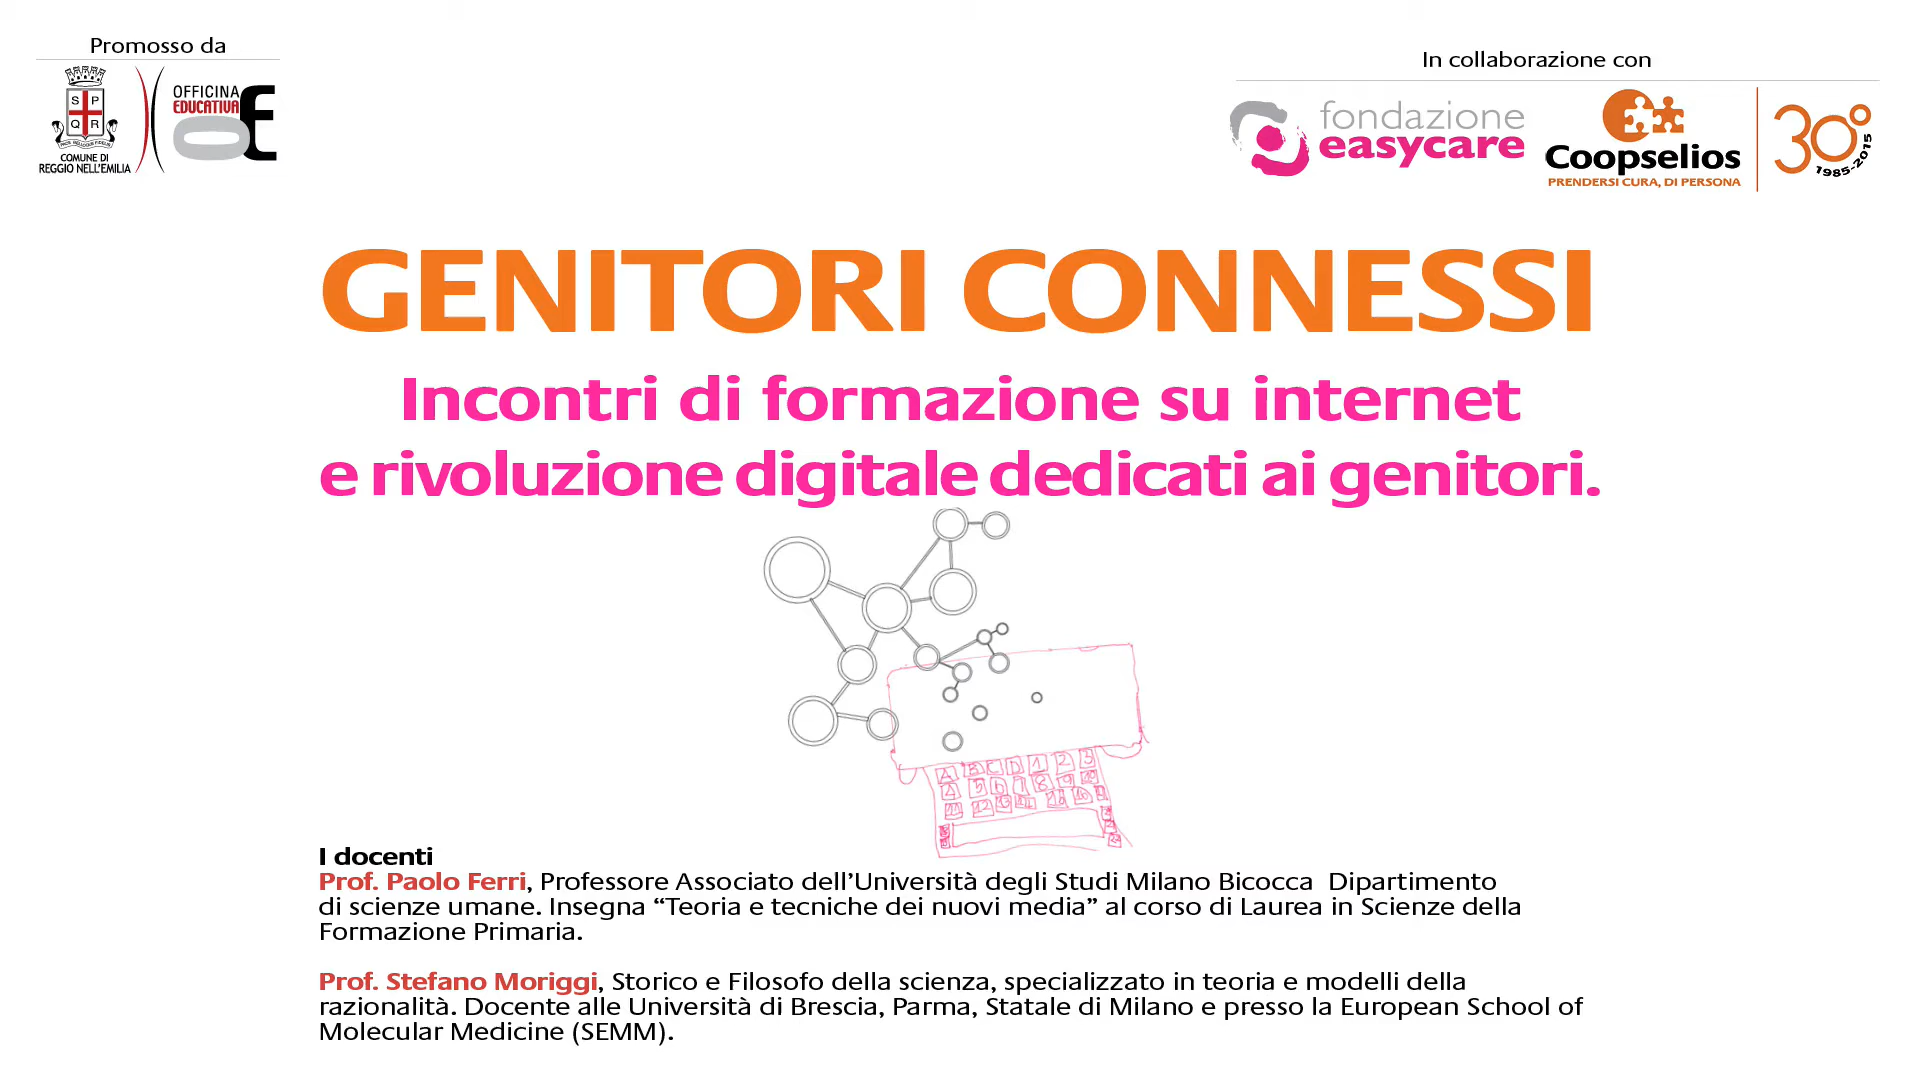 Promosso da
In collaborazione con
S P
Q R
COMUNE DI
REGGIO NELL'EMILIA
OFFICINA
EDUCATIVA
OE
fondazione
easycare
Coopselios
PRENDERSI CURA, DI PERSONA
30°
1985-2015
GENITORI CONNESSI
Incontri di formazione su internet
e rivoluzione digitale dedicati ai genitori.
A B C D 1 2 3
I docenti
Prof. Paolo Ferri, Professore Associato dell’Università degli Studi Milano Bicocca  Dipartimento
di scienze umane. Insegna “Teoria e tecniche dei nuovi media” al corso di Laurea in Scienze della
Formazione Primaria.
Prof. Stefano Moriggi, Storico e Filosofo della scienza, specializzato in teoria e modelli della
razionalità. Docente alle Università di Brescia, Parma, Statale di Milano e presso la European School of
Molecular Medicine (SEMM).